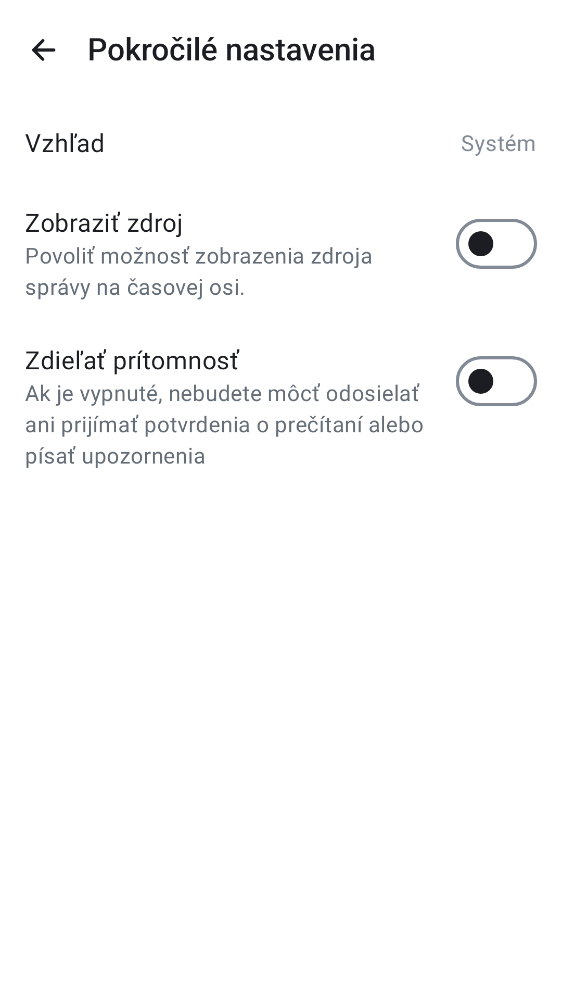 Pokročilé nastavenia
Vzhľad
Systém
Zobraziť zdroj
Povoliť možnosť zobrazenia zdroja
správy na časovej osi.
Zdieľať prítomnosť
Ak je vypnuté, nebudete môcť odosielať
ani prijímať potvrdenia o prečítaní alebo
písať upozornenia